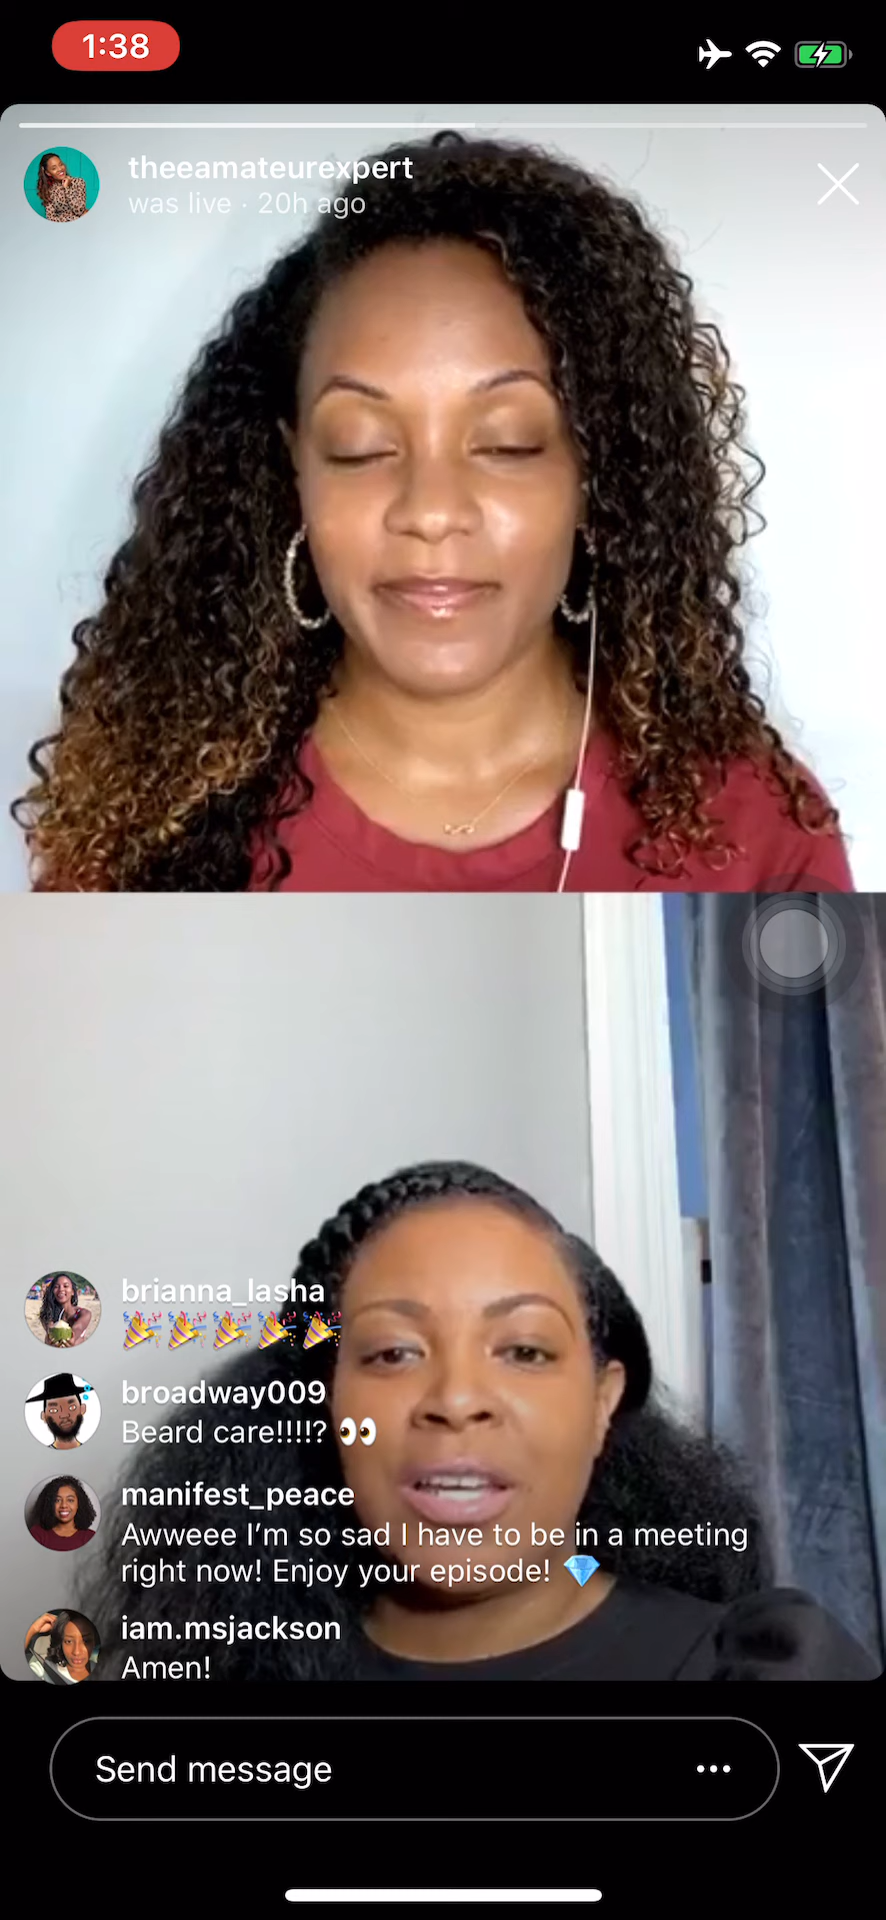 1:38
theeamateurexpert
was live · 20h ago
brianna_lasha
🎉🎉🎉🎉🎉
broadway009
Beard care!!!!? 👀
manifest_peace
Awweee I’m so sad I have to be in a meeting
right now! Enjoy your episode! 💎
iam.msjackson
Amen!
Send message